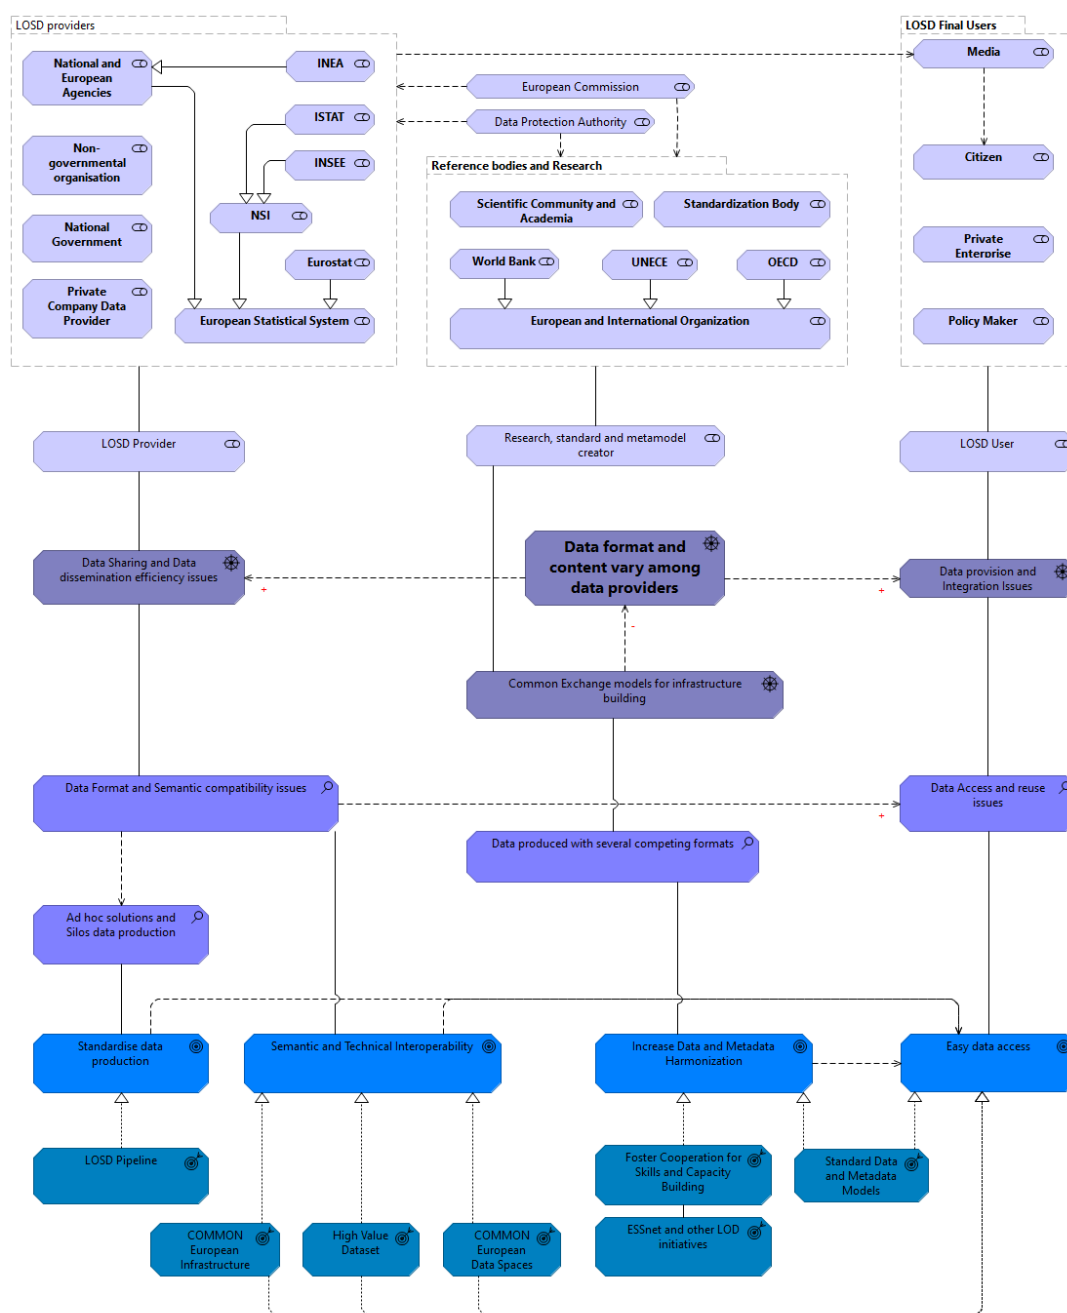 LOSD providers
LOSD Final Users
National and
European
Agencies
INEA
Media
European Commission
ISTAT
Data Protection Authority
Non-
governmental
organisation
INSEE
Citizen
Reference bodies and Research
NSI
Scientific Community and
Academia
Standardization Body
National
Government
Private
Enterprise
Eurostat
World Bank
UNECE
OECD
Private
Company Data
Provider
European Statistical System
European and International Organization
Policy Maker
LOSD Provider
Research, standard and metamodel
creator
LOSD User
Data Sharing and Data
dissemination efficiency issues
+
Data format and
content vary among
data providers
+
Data provision and
Integration Issues
-
Common Exchange models for infrastructure
building
Data Format and Semantic compatibility issues
+
Data Access and reuse
issues
Data produced with several competing formats
Ad hoc solutions and
Silos data production
Standardise data
production
Semantic and Technical Interoperability
Increase Data and Metadata
Harmonization
Easy data access
LOSD Pipeline
Foster Cooperation for
Skills and Capacity
Building
Standard Data
and Metadata
Models
COMMON
European
Infrastructure
High Value
Dataset
COMMON
European
Data Spaces
ESSnet and other LOD
initiatives